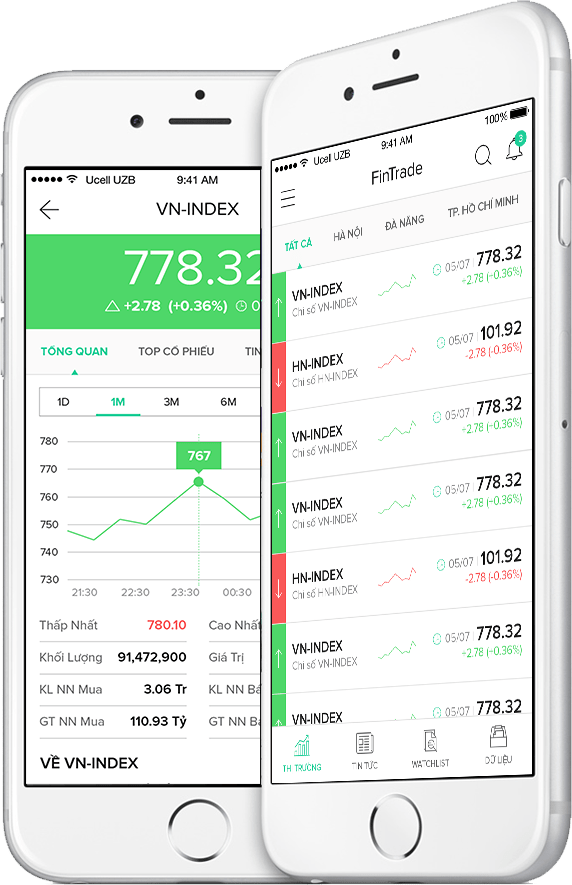 Ucell UZB 9:41 AM
VN-INDEX
778.32
+2.78 (+0.36%)
TỔNG QUAN TOP CỔ PHIẾU TIN
1D 1M 3M 6M
780
770
767
760
750
740
730
21:30 22:30 23:30 00:30
Thấp Nhất 780.10 Cao Nhất
Khối Lượng 91,472,900 Giá Trị
KL NN Mua 3.06 Tr KL NN Bá
GT NN Mua 110.93 Tỷ GT NN Bá
VỀ VN-INDEX
Ucell UZB 9:41 AM 100%
FinTrade 3
TẤT CẢ HÀ NỘI ĐÀ NẴNG TP. HỒ CHÍ MINH
VN-INDEX 05/07 778.32
Chỉ số VN-INDEX +2.78 (+0.36%)
HN-INDEX 05/07 101.92
Chỉ số HN-INDEX -2.78 (-0.36%)
VN-INDEX 05/07 778.32
Chỉ số VN-INDEX +2.78 (+0.36%)
VN-INDEX 05/07 778.32
Chỉ số VN-INDEX +2.78 (+0.36%)
HN-INDEX 05/07 101.92
Chỉ số HN-INDEX -2.78 (-0.36%)
VN-INDEX 05/07 778.32
Chỉ số VN-INDEX +2.78 (+0.36%)
VN-INDEX 05/07 778.32
THỊ TRƯỜNG TIN TỨC WATCHLIST DỮ LIỆU